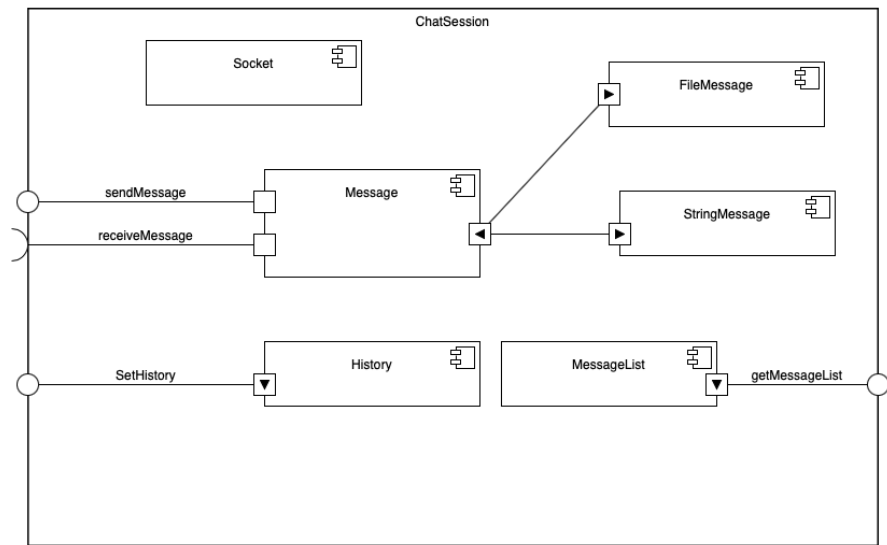 ChatSession
Socket
FileMessage
sendMessage
Message
StringMessage
receiveMessage
SetHistory
History
MessageList
getMessageList